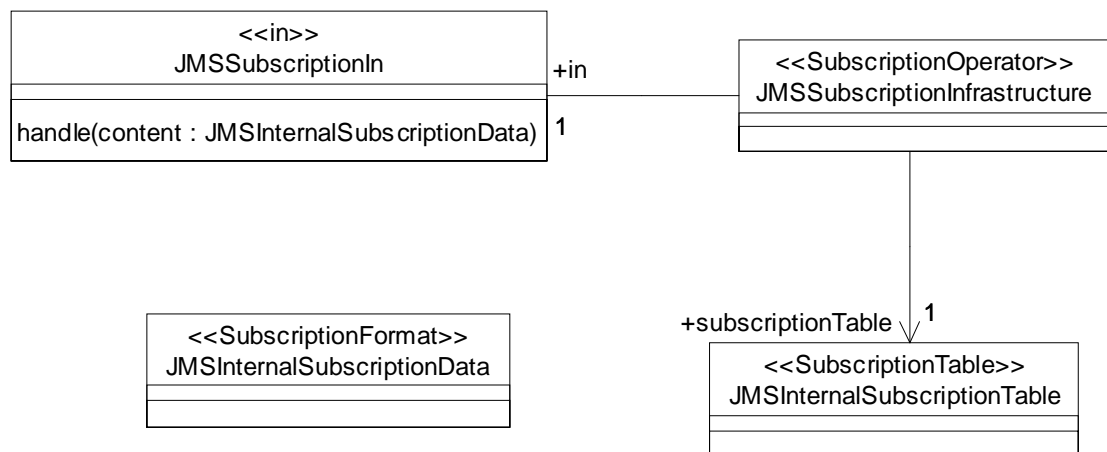 <<in>>
JMSSubscriptionIn
handle(content : JMSInternalSubscriptionData)
+in
1
<<SubscriptionOperator>>
JMSSubscriptionInfrastructure
<<SubscriptionFormat>>
JMSInternalSubscriptionData
+subscriptionTable
1
<<SubscriptionTable>>
JMSInternalSubscriptionTable